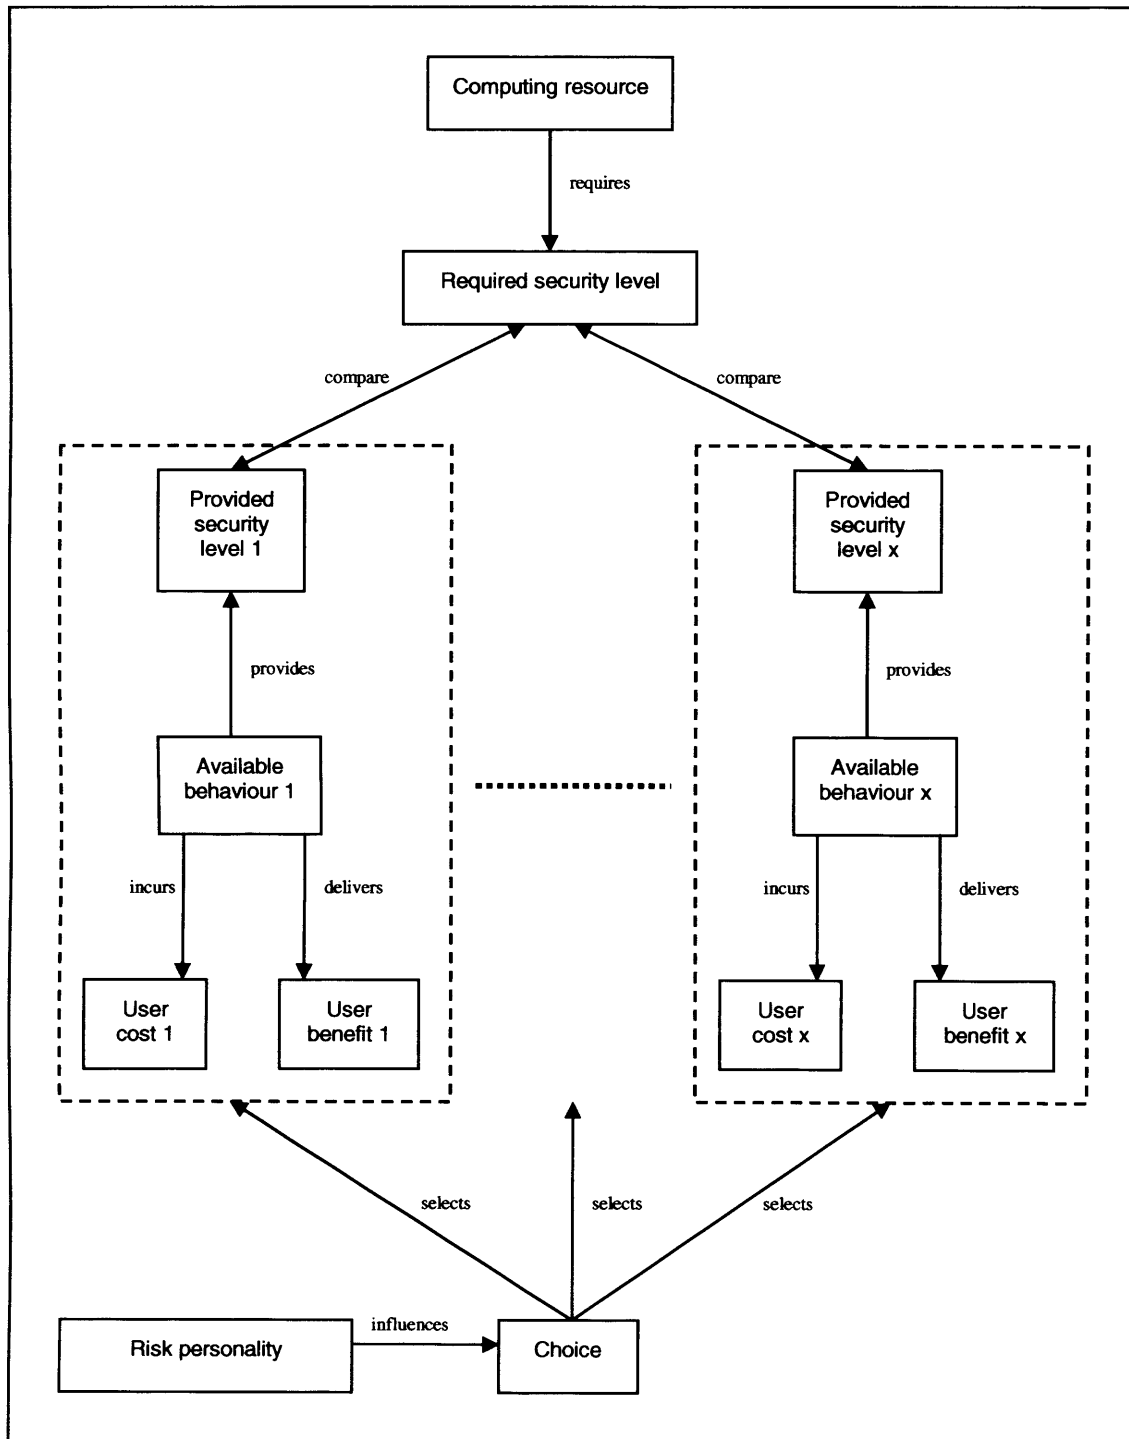 Computing resource
requires
Required security level
compare
compare
Provided
security
level 1
Provided
security
level x
provides
provides
Available
behaviour 1
Available
behaviour x
incurs
delivers
incurs
delivers
User
cost 1
User
benefit 1
User
cost x
User
benefit x
selects
selects
selects
Risk personality
influences
Choice